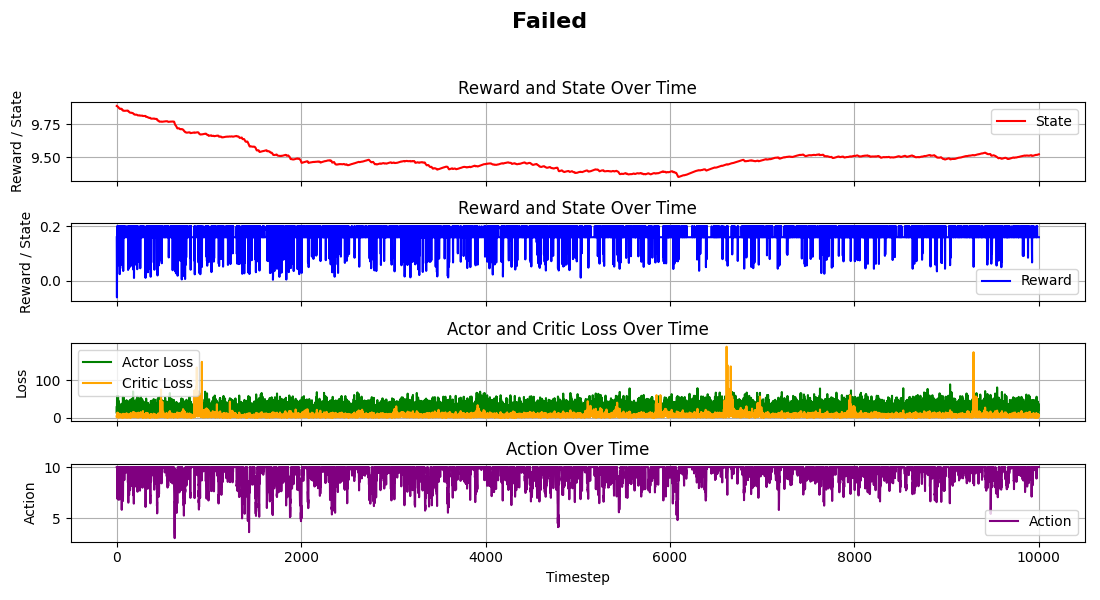 Failed
Reward and State Over Time
Reward / State
9.75
9.50
State
Reward and State Over Time
Reward / State
0.2
0.0
Reward
Actor and Critic Loss Over Time
Loss
100
0
Actor Loss
Critic Loss
Action Over Time
Action
10
5
Action
0 2000 4000 6000 8000 10000
Timestep